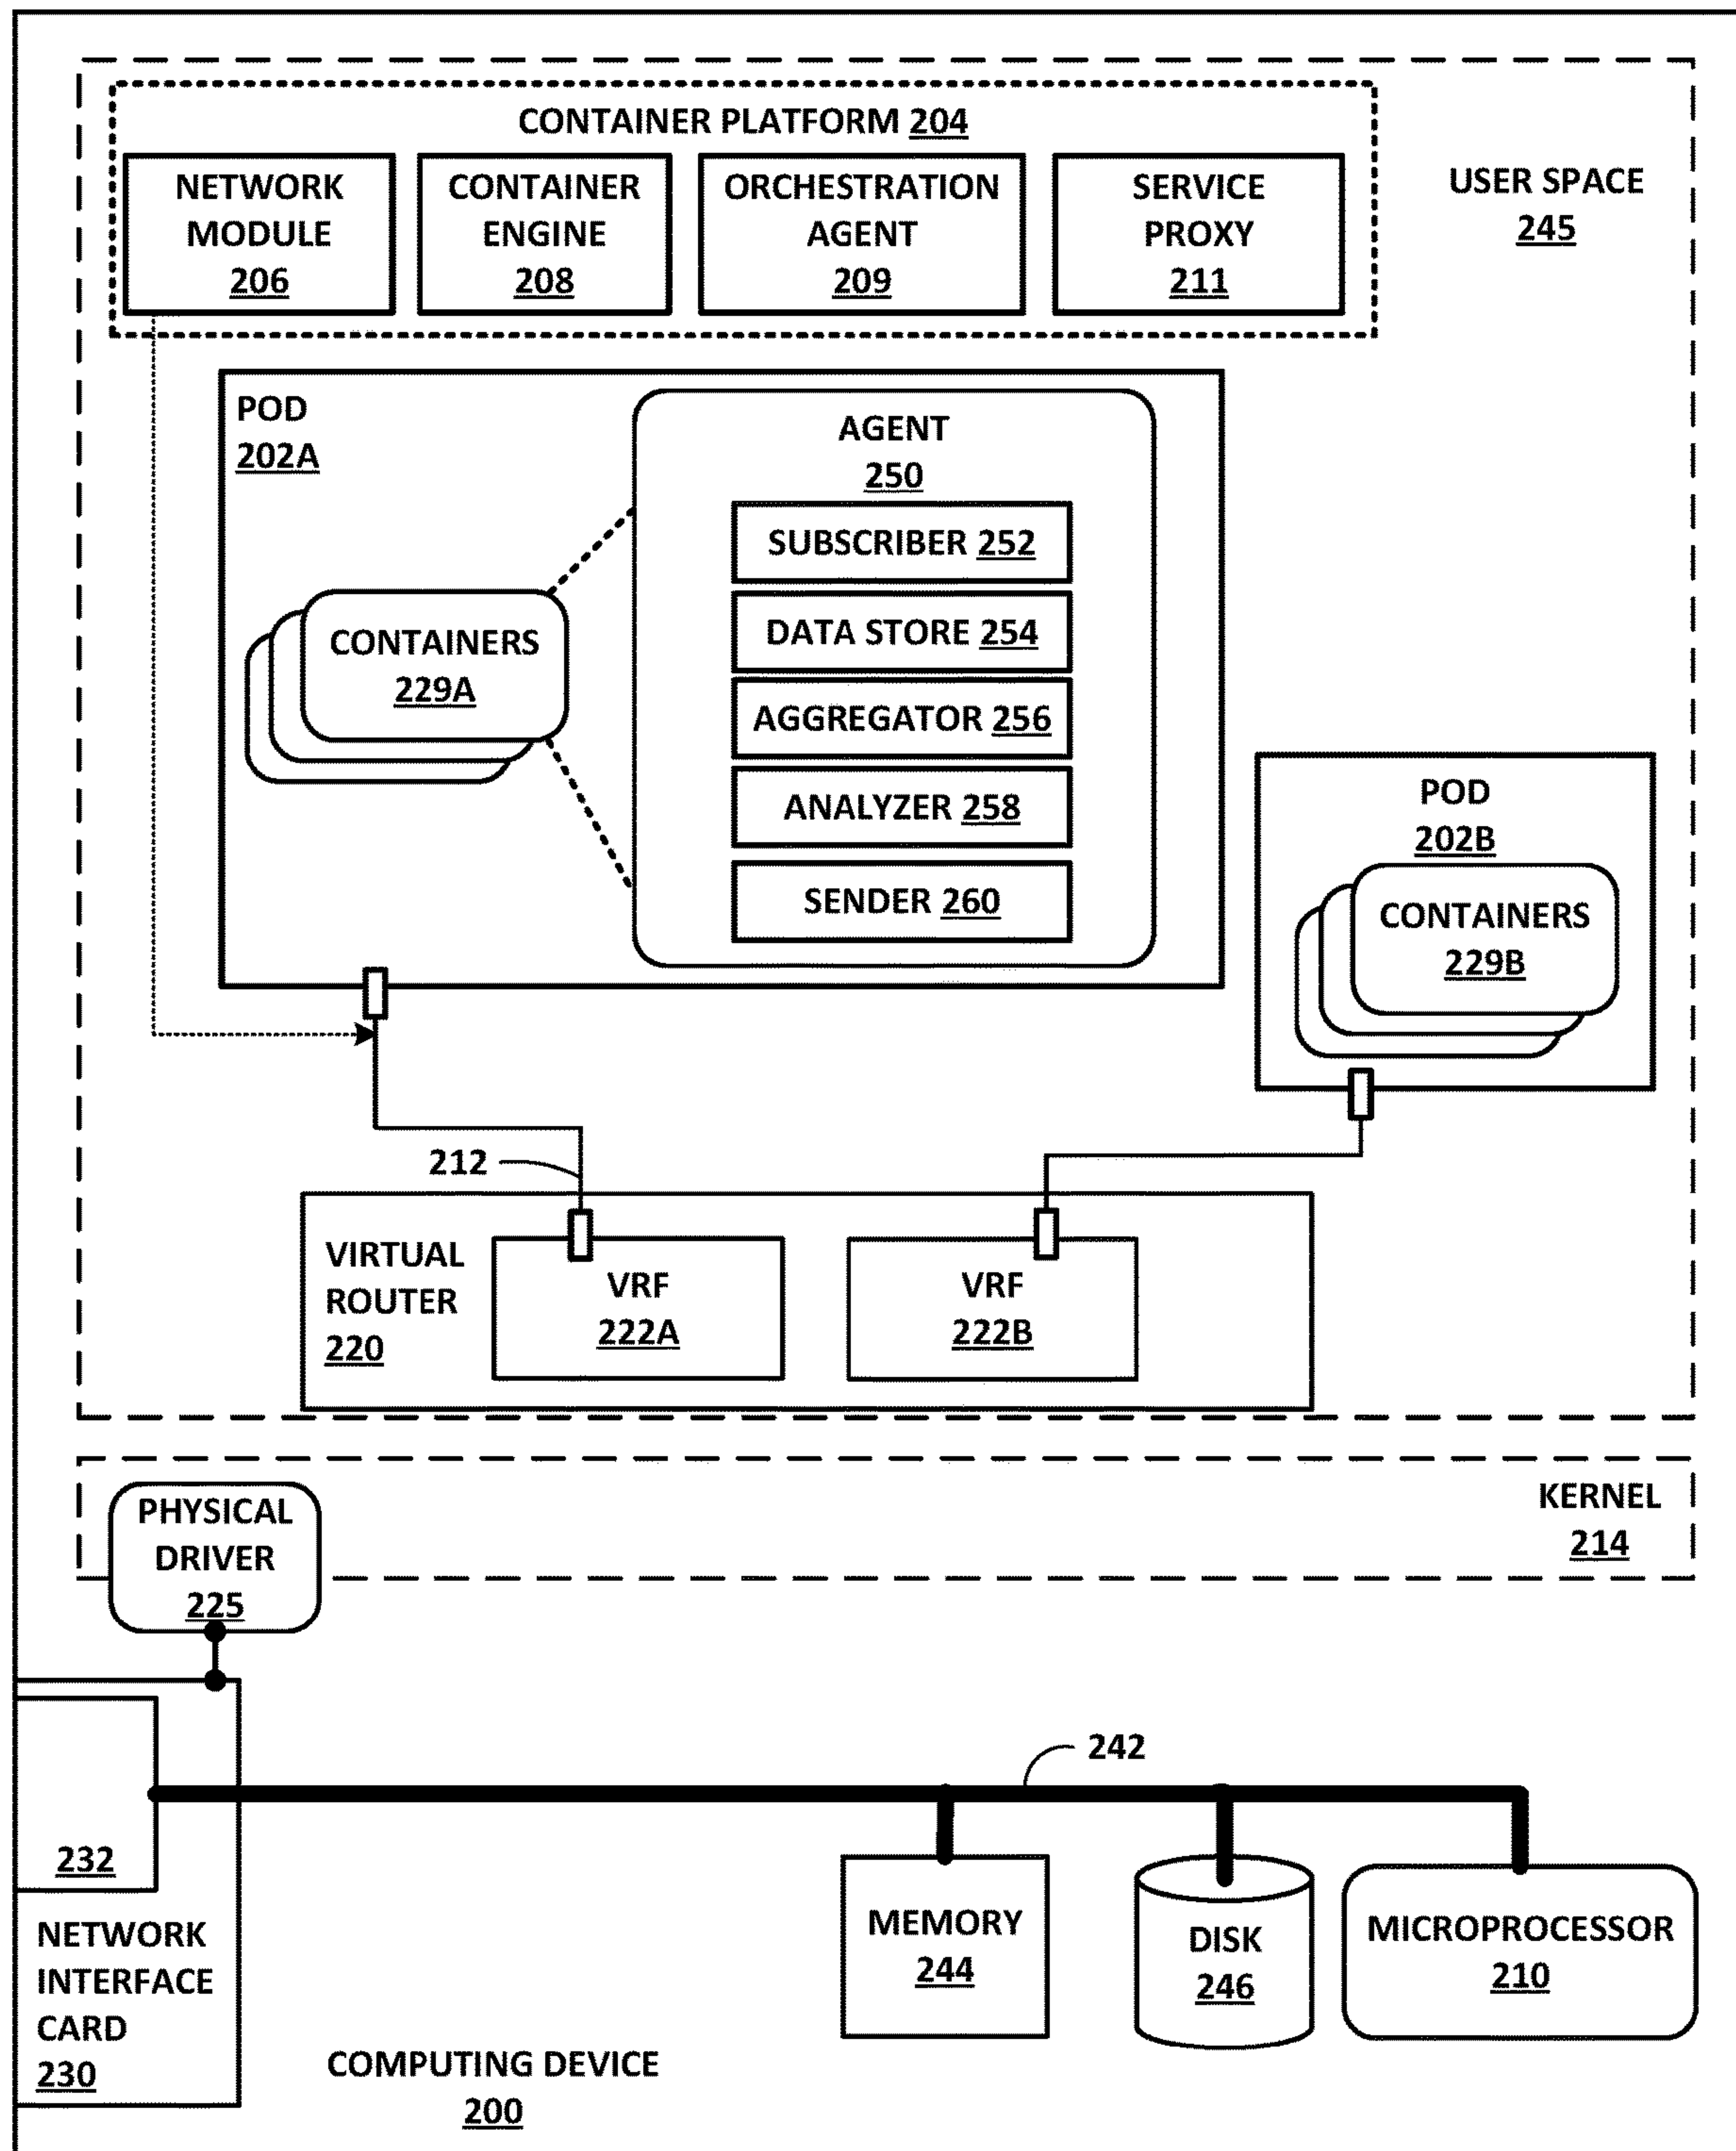 CONTAINER PLATFORM 204
NETWORK
MODULE
206
CONTAINER
ENGINE
208
ORCHESTRATION
AGENT
209
SERVICE
PROXY
211
USER SPACE
245
POD
202A
AGENT
250
SUBSCRIBER 252
DATA STORE 254
AGGREGATOR 256
ANALYZER 258
SENDER 260
CONTAINERS
229A
POD
202B
CONTAINERS
229B
212
VIRTUAL
ROUTER
220
VRF
222A
VRF
222B
KERNEL
214
PHYSICAL
DRIVER
225
242
232
NETWORK
INTERFACE
CARD
230
MEMORY
244
DISK
246
MICROPROCESSOR
210
COMPUTING DEVICE
200